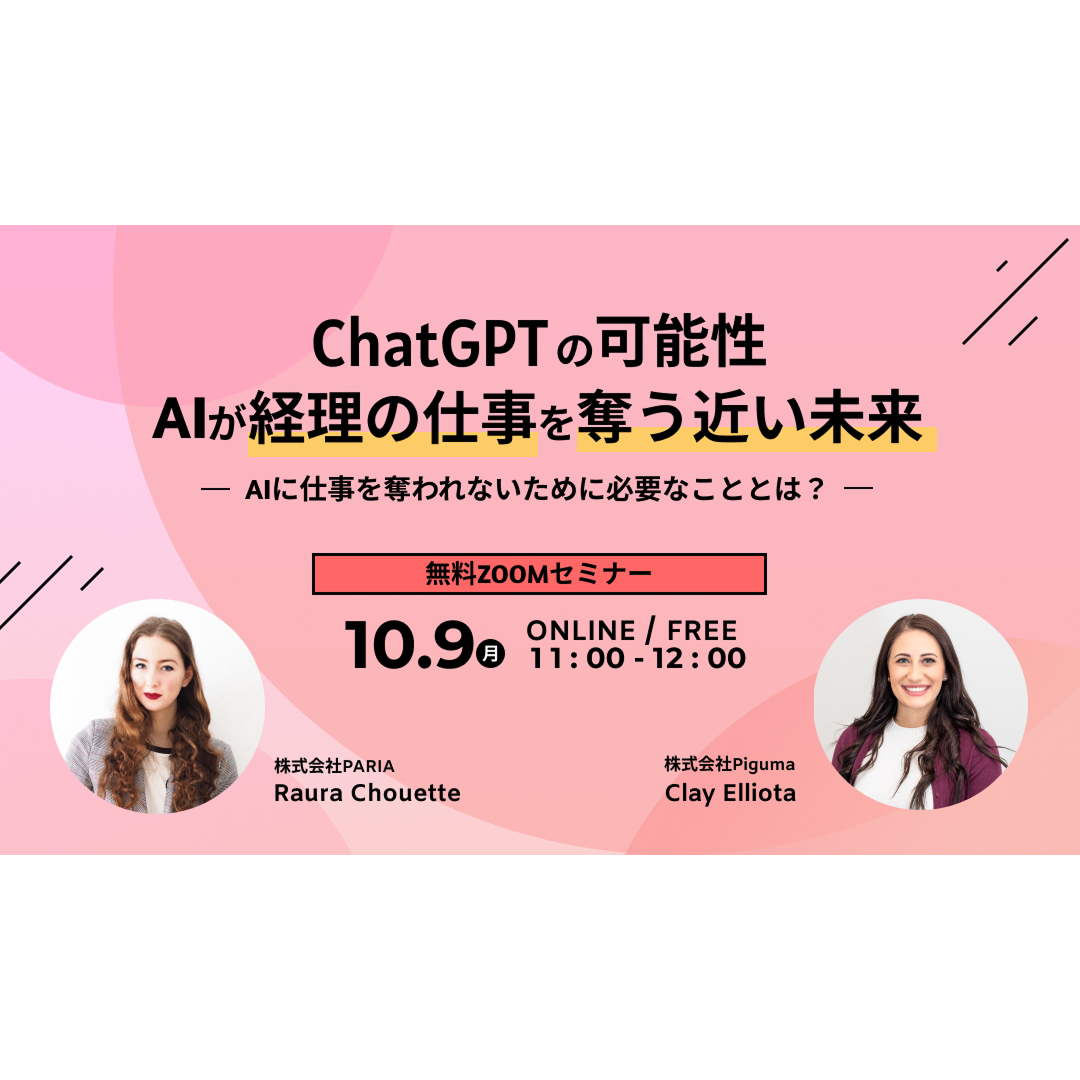 ChatGPTの可能性
AIが経理の仕事を奪う近い未来
AIに仕事を奪われないために必要なこととは？
無料ZOOMセミナー
10.9月
ONLINE / FREE
11:00 - 12:00
株式会社PARIA
Raura Chouette
株式会社Piguma
Clay Elliota